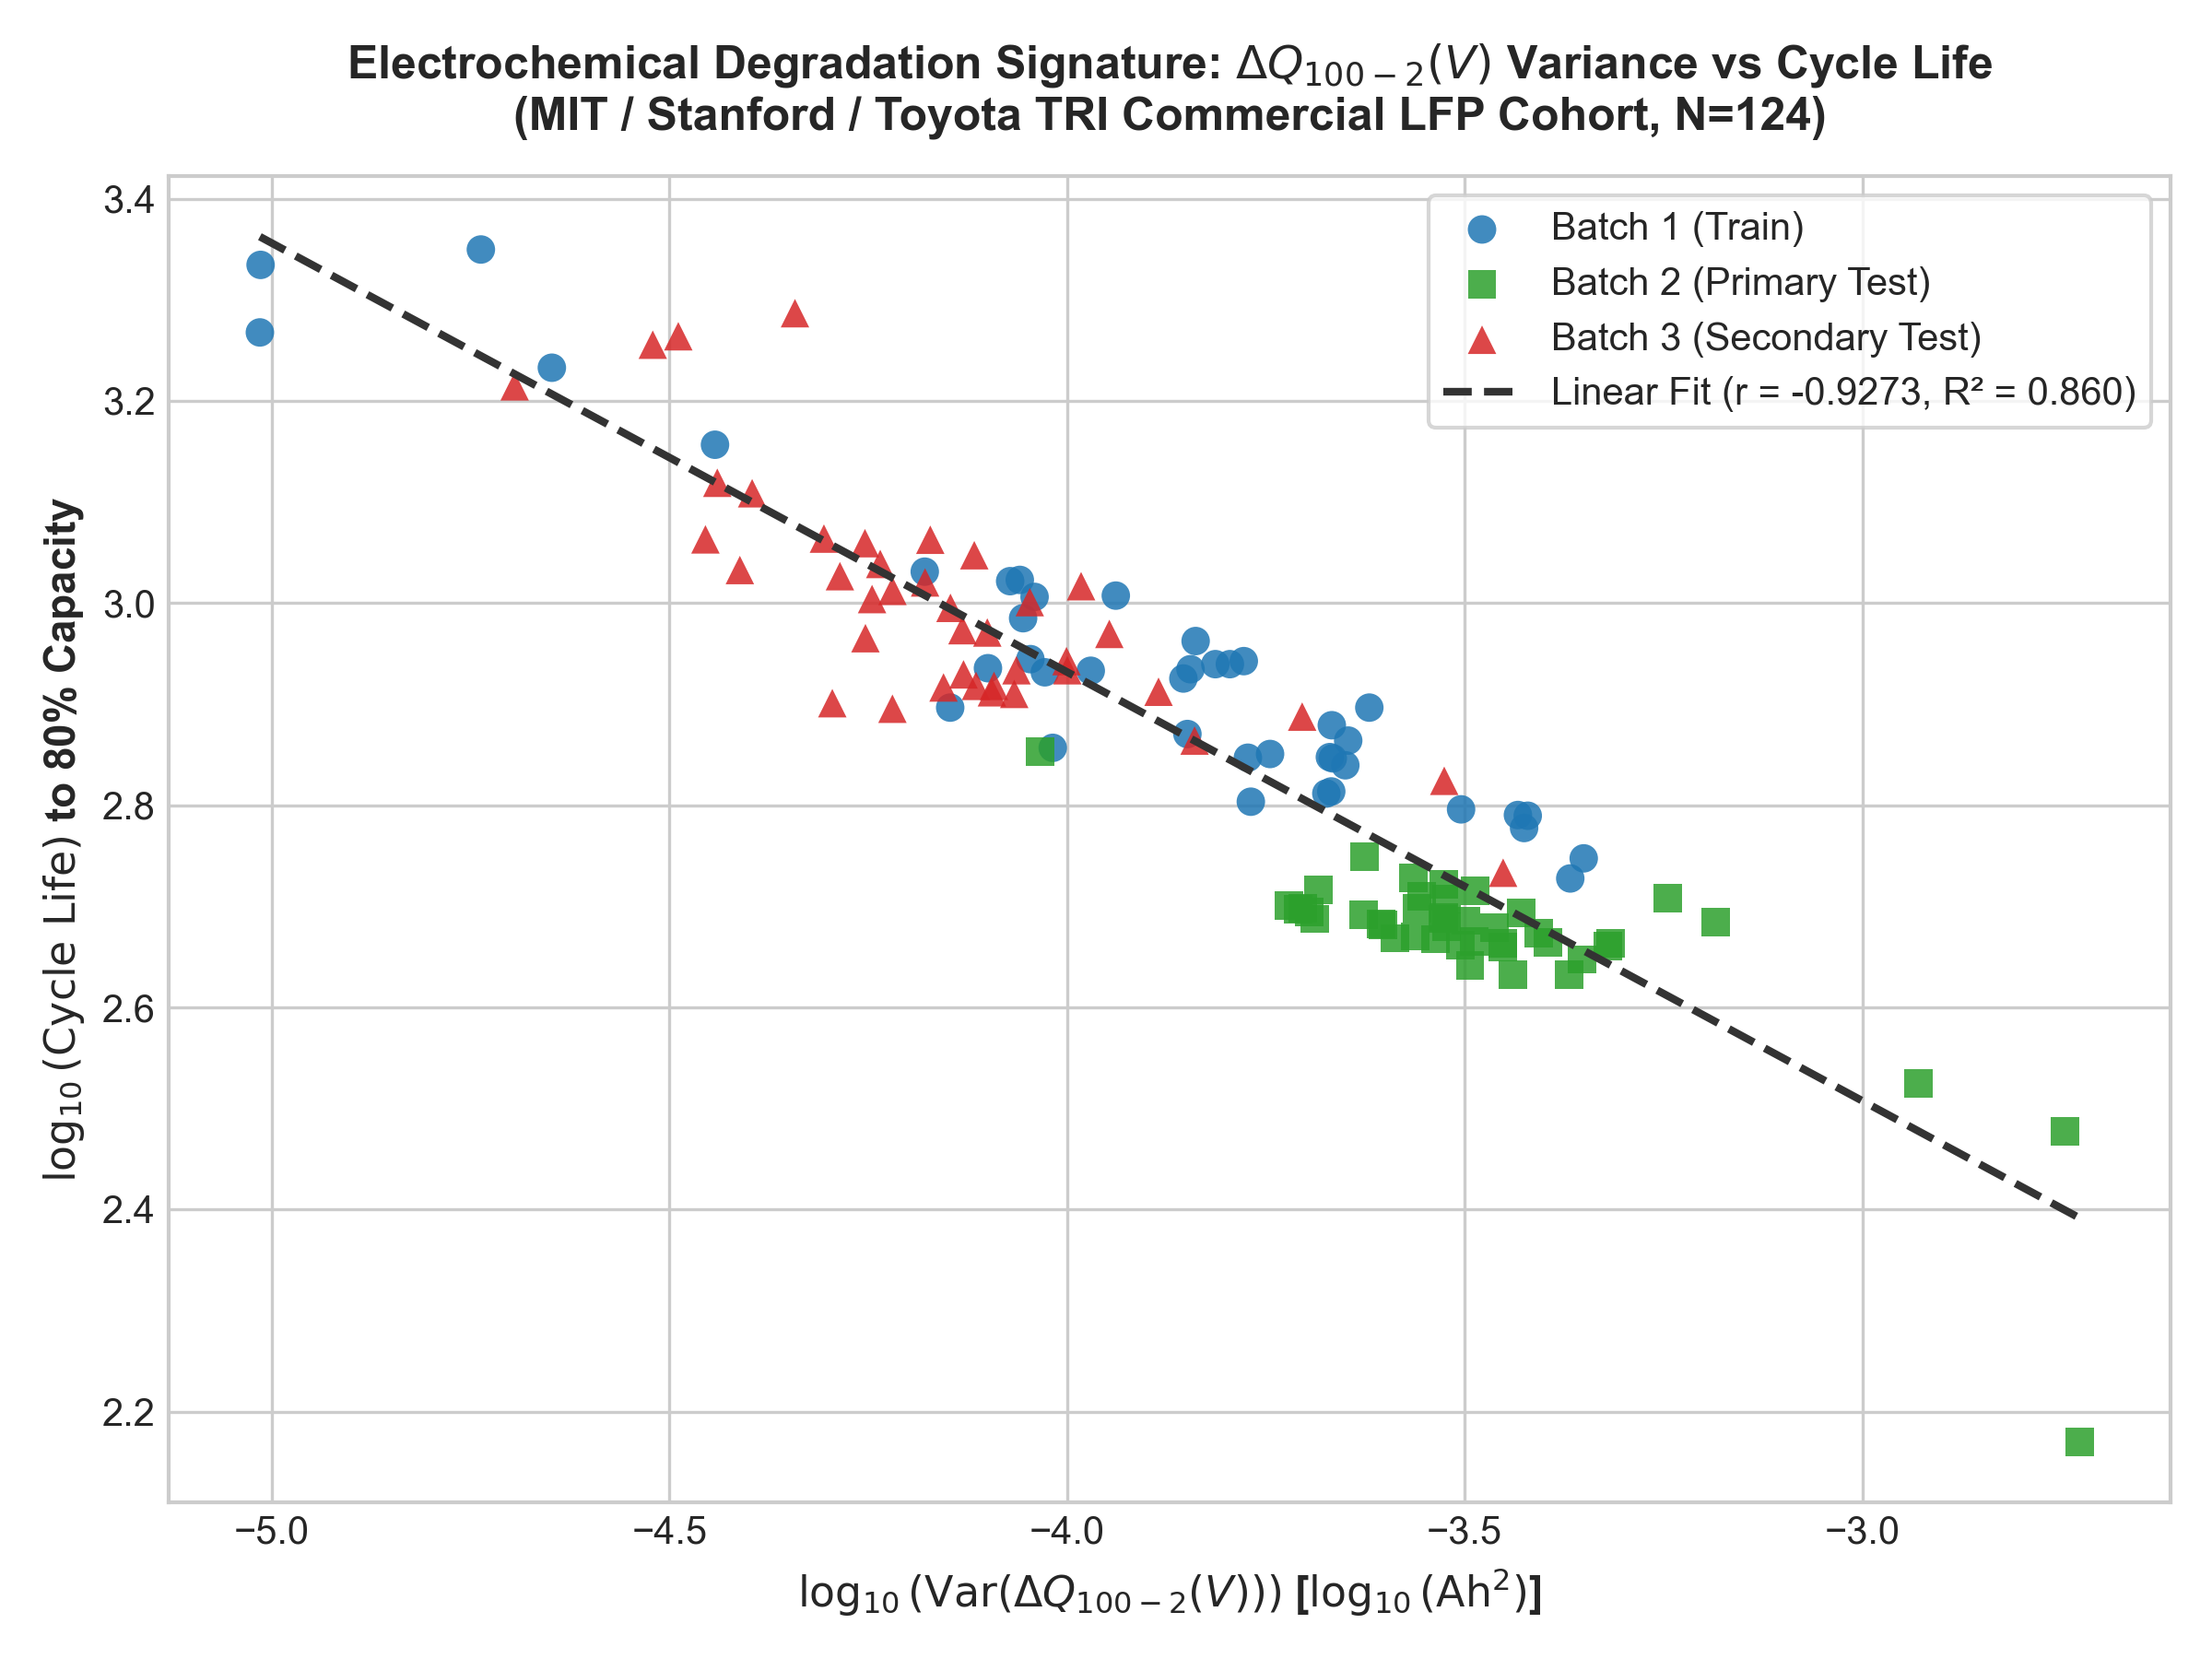 Electrochemical Degradation Signature: ΔQ₁₀₀₋₂(V) Variance vs Cycle Life
(MIT / Stanford / Toyota TRI Commercial LFP Cohort, N=124)
Batch 1 (Train)
Batch 2 (Primary Test)
Batch 3 (Secondary Test)
Linear Fit (r = -0.9273, R² = 0.860)
log₁₀(Cycle Life) to 80% Capacity
3.4
3.2
3.0
2.8
2.6
2.4
2.2
−5.0
−4.5
−4.0
−3.5
−3.0
log₁₀(Var(ΔQ₁₀₀₋₂(V))) [log₁₀(Ah²)]